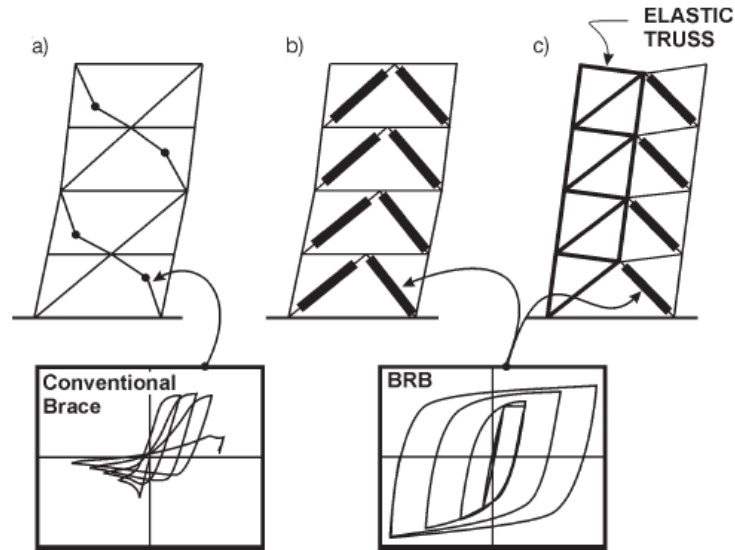 a)
b)
c)
ELASTIC
TRUSS
Conventional
Brace
BRB